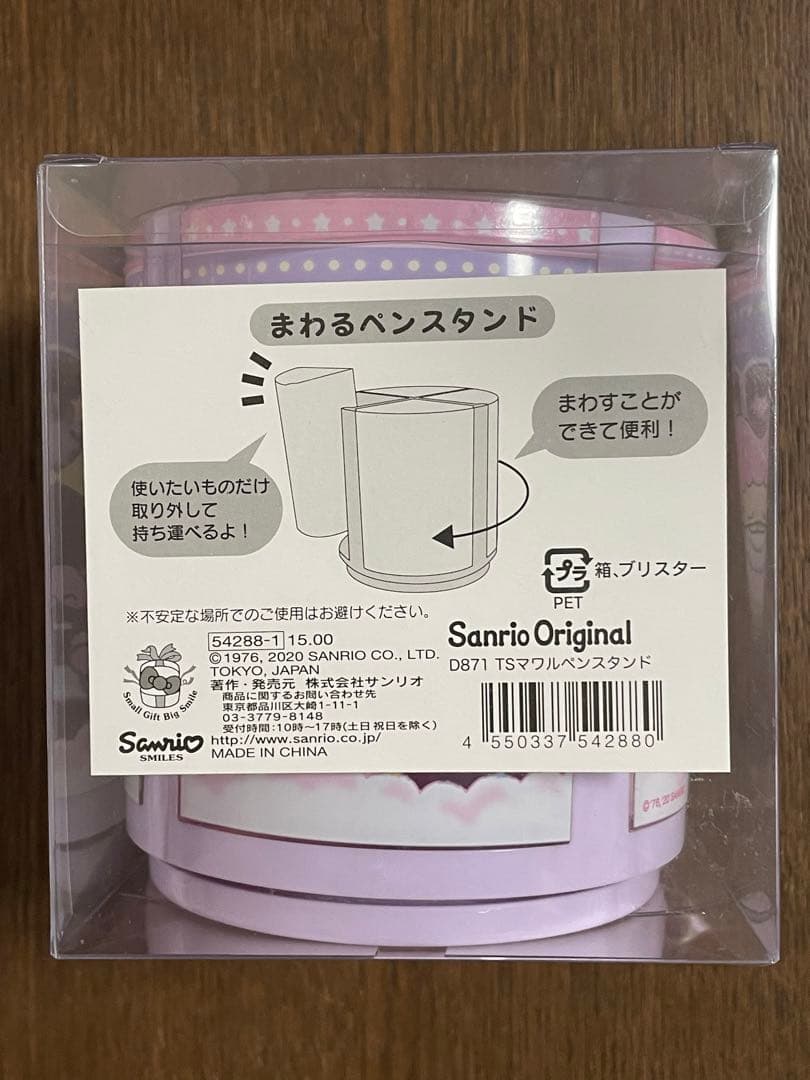 まわるペンスタンド
まわすことが
できて便利！
使いたいものだけ
取り外して
持ち運べるよ！
プラ 箱、ブリスター
PET
※不安定な場所でのご使用はお避けください。
Small Gift Big Smile
Sanrio
SMILES
54288-1 15.00
©1976, 2020 SANRIO CO., LTD.
TOKYO, JAPAN
著作・発売元 株式会社サンリオ
商品に関するお問い合わせ先
東京都品川区大崎1-11-1
03-3779-8148
受付時間：10時～17時(土日祝日を除く)
http://www.sanrio.co.jp/
MADE IN CHINA
Sanrio Original
D871 TSマワルペンスタンド
4 550337 542880
©'76,'20 SANRIO